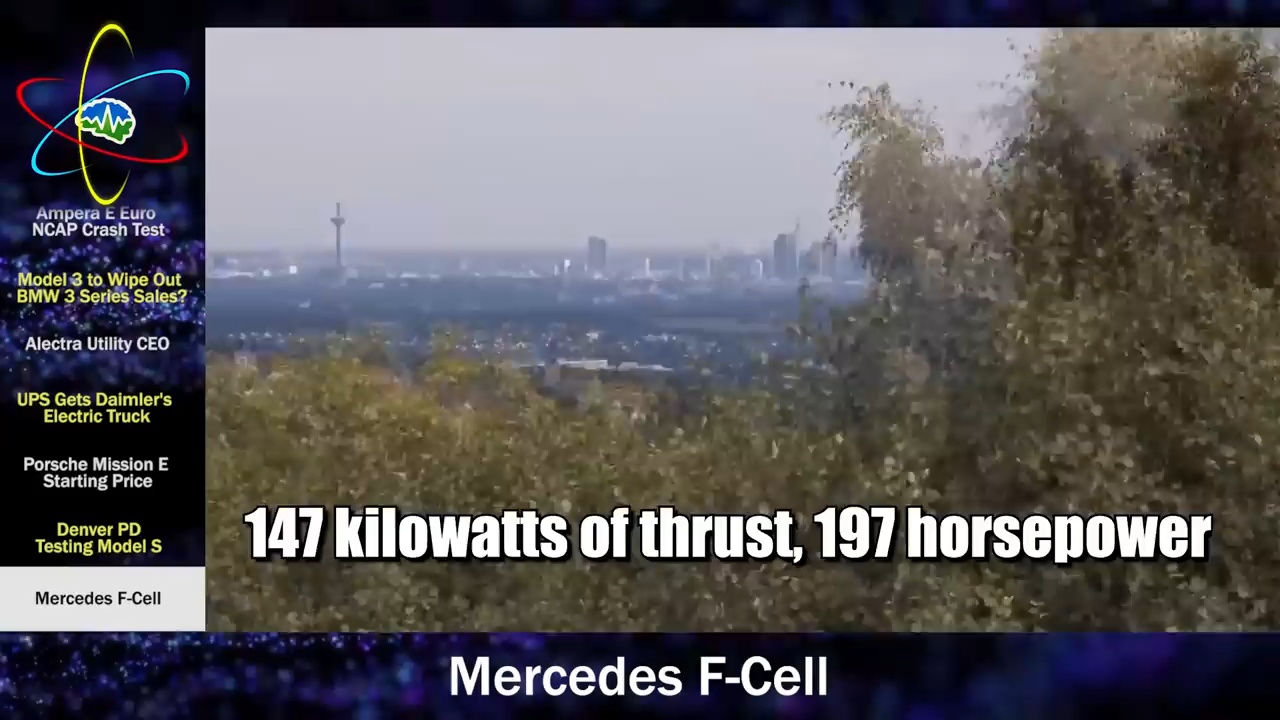 Ampera E Euro
NCAP Crash Test
Model 3 to Wipe Out
BMW 3 Series Sales?
Alectra Utility CEO
UPS Gets Daimler's
Electric Truck
Porsche Mission E
Starting Price
Denver PD
Testing Model S
Mercedes F-Cell
147 kilowatts of thrust, 197 horsepower
Mercedes F-Cell